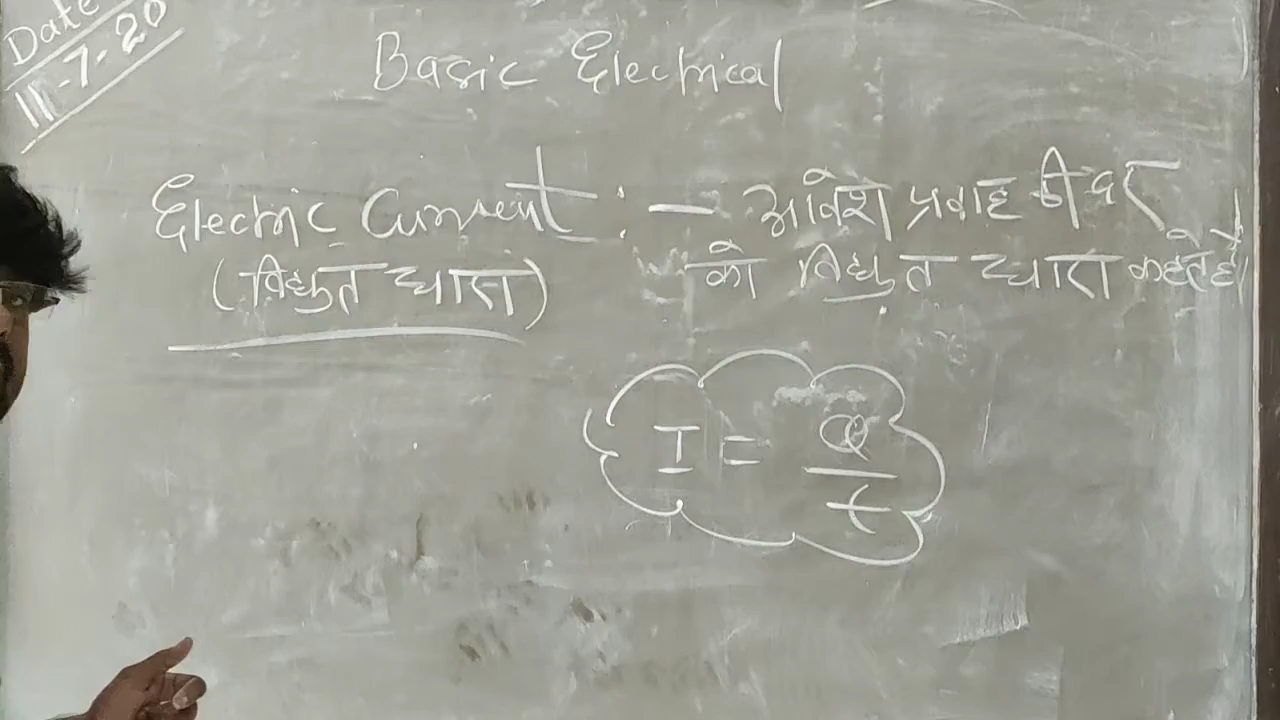 Date
11-7-20
Basic Electrical
Electric Current :- आवेश प्रवाह की दर
(विधुत धारा) को विधुत धारा कहते है।
I = Q/t